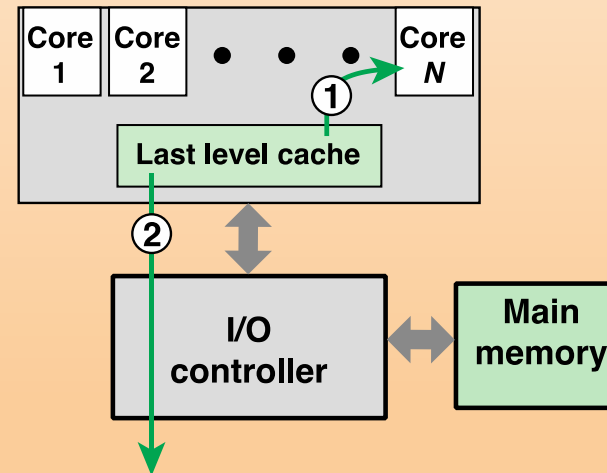 Core
1
Core
2
Core
N
1
Last level cache
2
I/O
controller
Main
memory